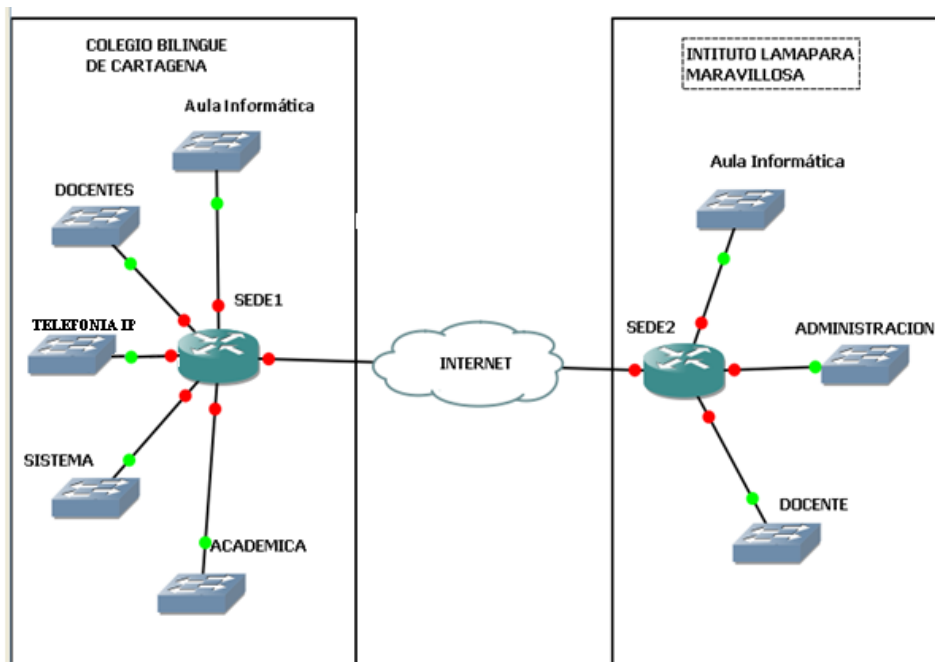 COLEGIO BILINGUE
DE CARTAGENA
Aula Informática
DOCENTES
SEDE1
TELEFONIA IP
SISTEMA
ACADEMICA
INTERNET
INTITUTO LAMAPARA
MARAVILLOSA
Aula Informática
SEDE2
ADMINISTRACION
DOCENTE